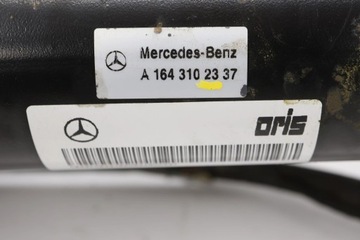 Mercedes-Benz
A 164 310 23 37
oris